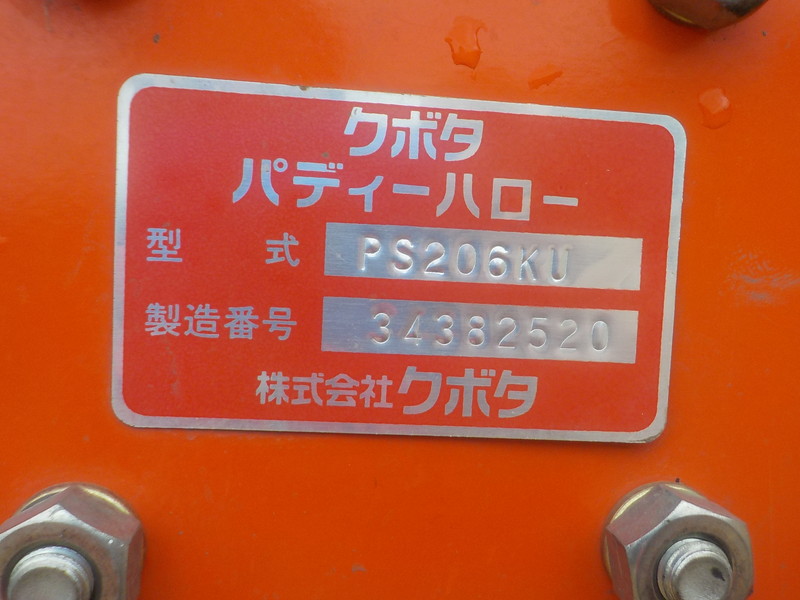 クボタ
パディーハロー
型式 PS206KU
製造番号 34382520
株式会社クボタ